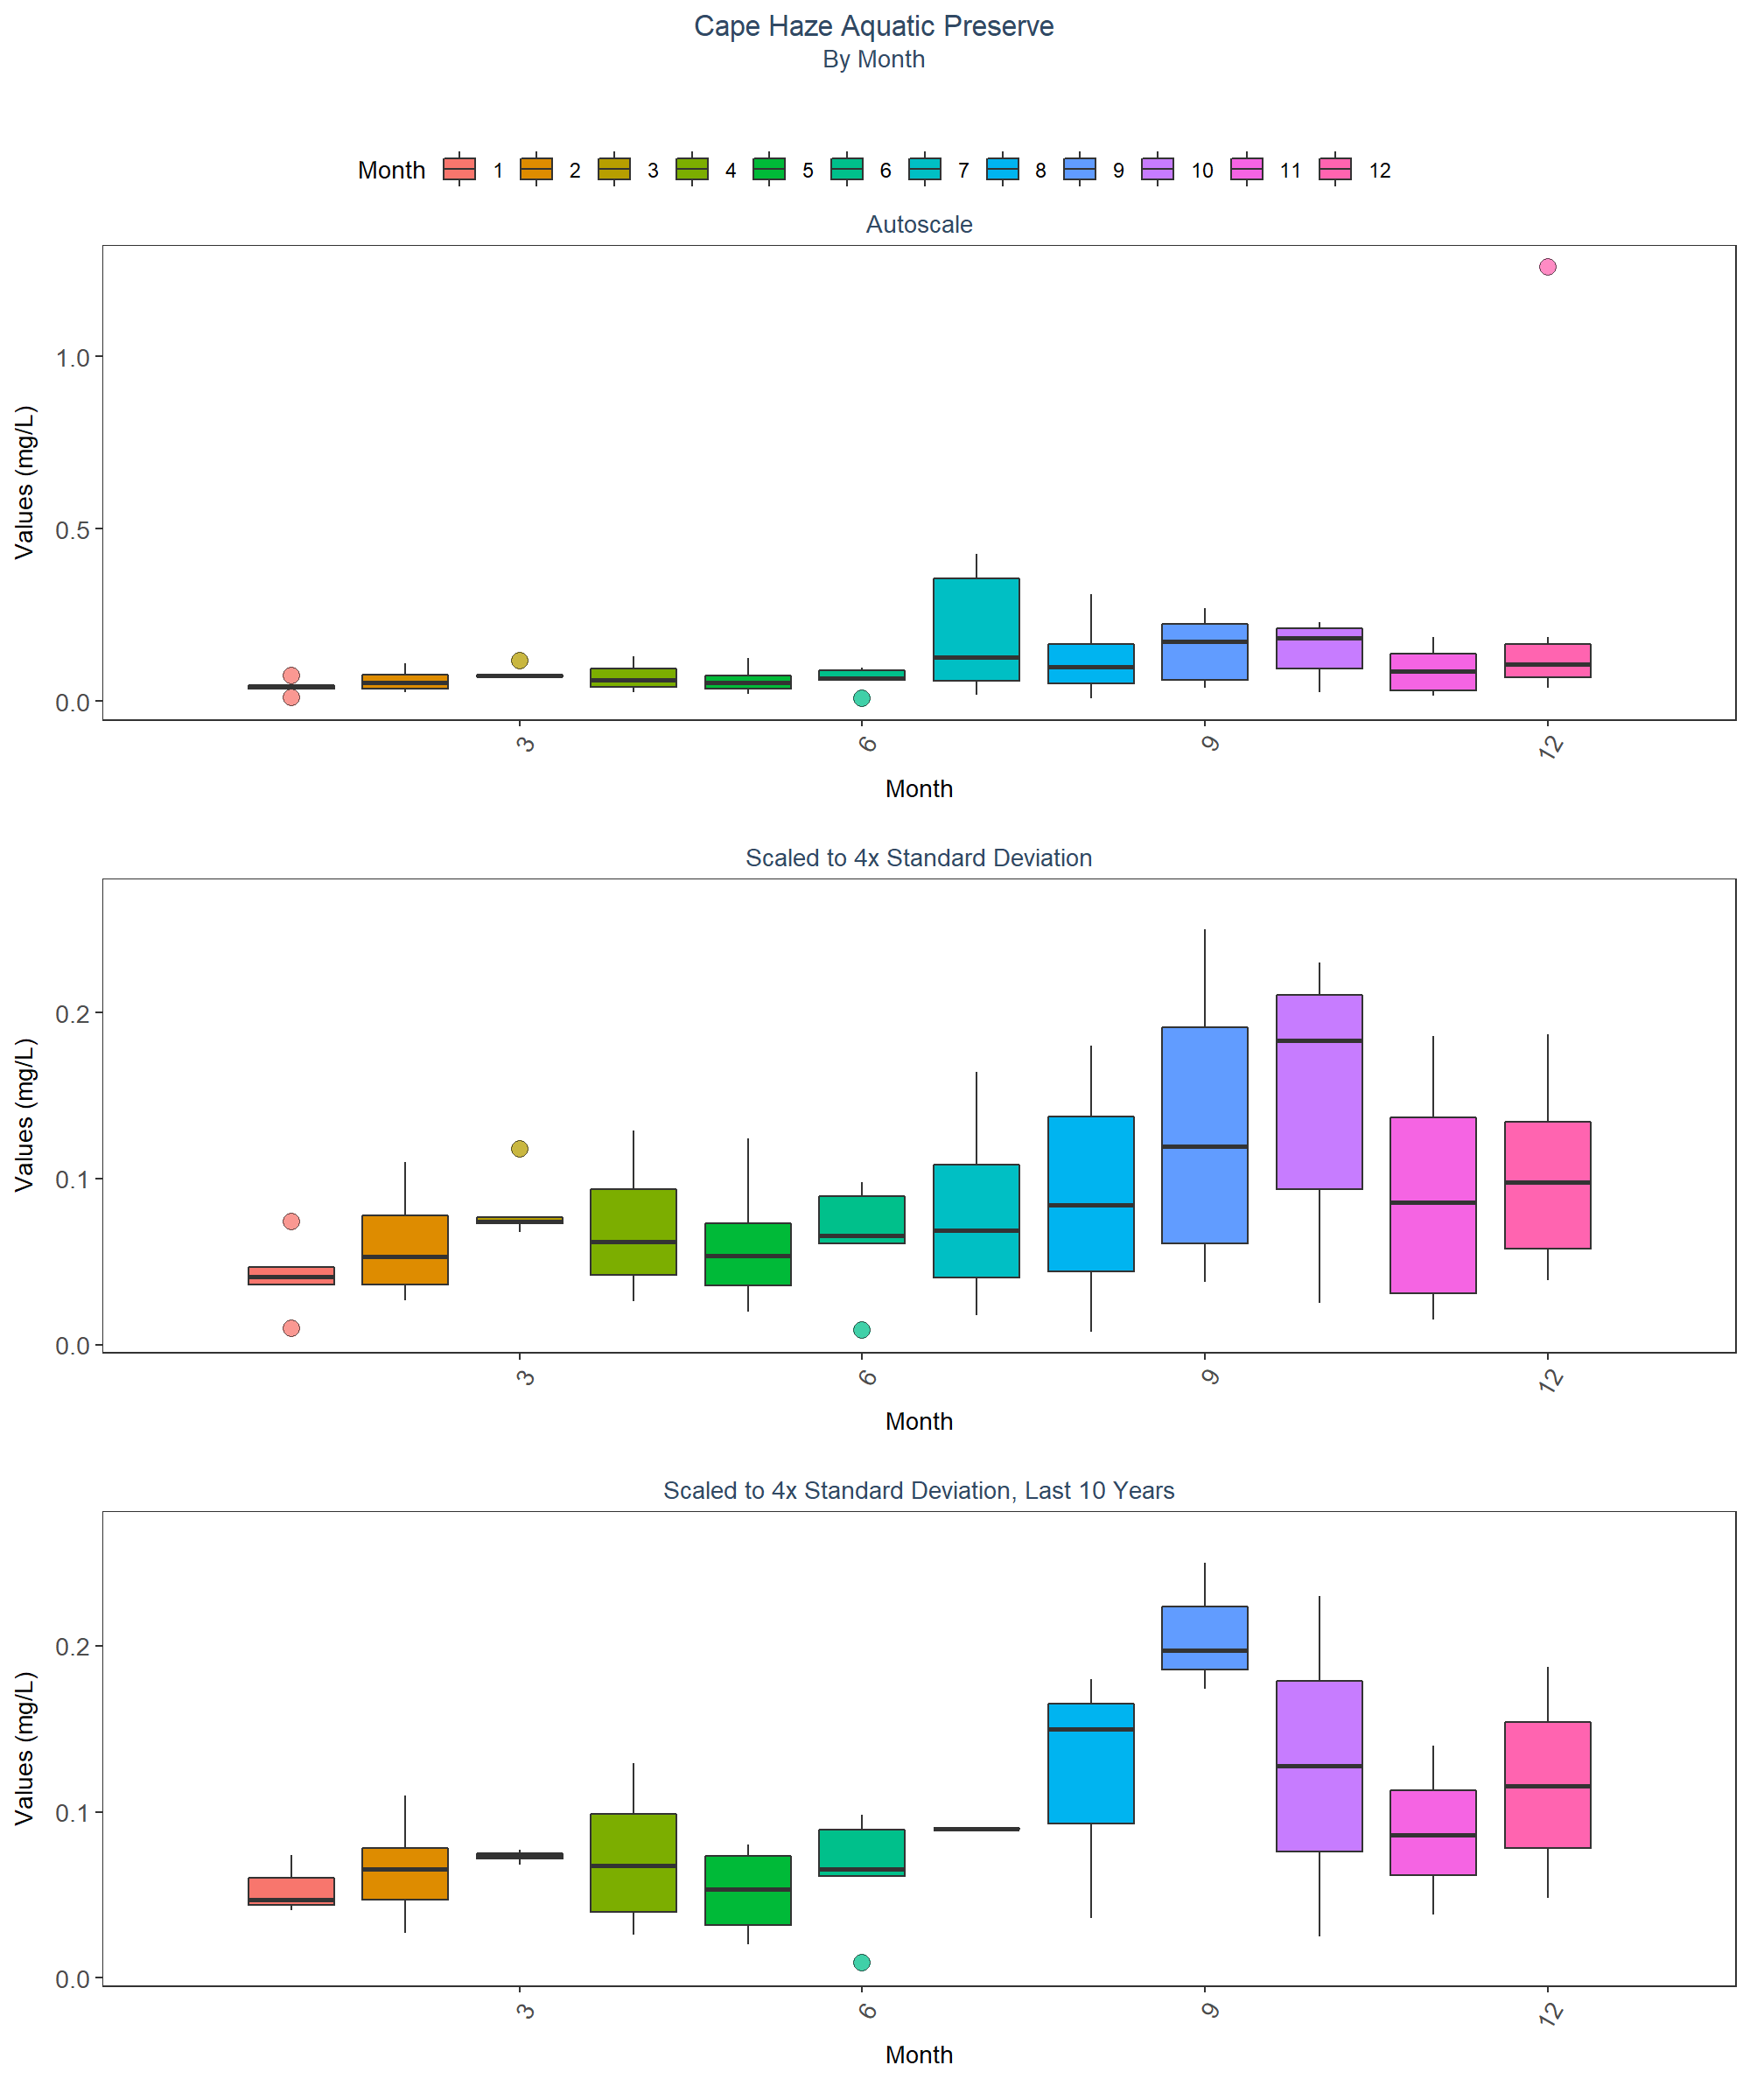 Cape Haze Aquatic Preserve
By Month
Month 1 2 3 4 5 6 7 8 9 10 11 12
Autoscale
Values (mg/L)
1.0
0.5
0.0
3 6 9 12
Month
Scaled to 4x Standard Deviation
Values (mg/L)
0.2
0.1
0.0
3 6 9 12
Month
Scaled to 4x Standard Deviation, Last 10 Years
Values (mg/L)
0.2
0.1
0.0
3 6 9 12
Month